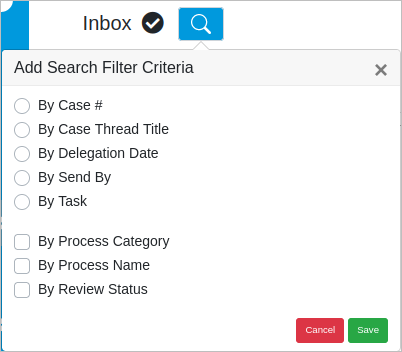 Inbox
Add Search Filter Criteria
By Case #
By Case Thread Title
By Delegation Date
By Send By
By Task
By Process Category
By Process Name
By Review Status
Cancel Save